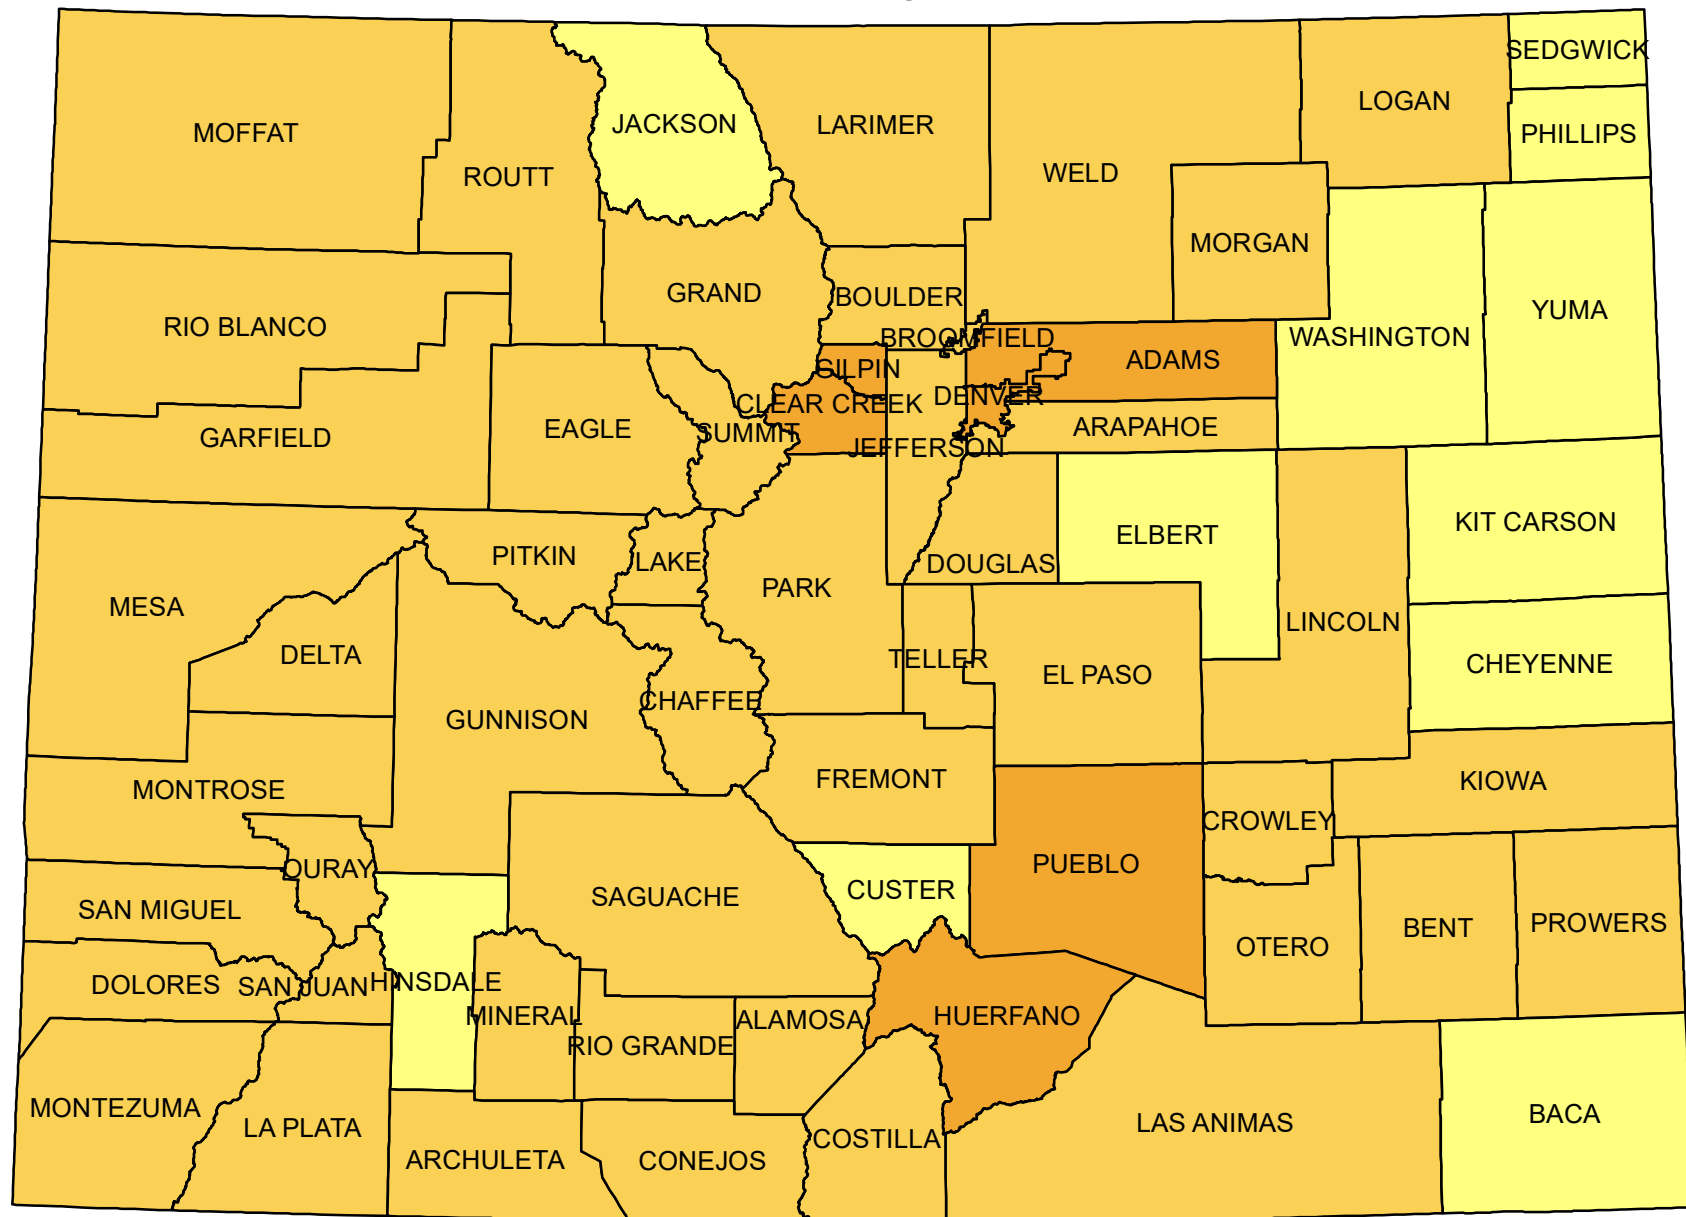 SEDGWICK
LOGAN
JACKSON
LARIMER
MOFFAT
PHILLIPS
WELD
ROUTT
MORGAN
GRAND
BOULDER
YUMA
RIO BLANCO
WASHINGTON
BROOMFIELD
ADAMS
GILPIN
DENVER
CLEAR CREEK
ARAPAHOE
EAGLE
SUMMIT
GARFIELD
JEFFERSON
KIT CARSON
ELBERT
PITKIN
LAKE
DOUGLAS
PARK
MESA
LINCOLN
DELTA
TELLER
CHEYENNE
EL PASO
CHAFFEE
GUNNISON
FREMONT
KIOWA
MONTROSE
CROWLEY
PUEBLO
OURAY
CUSTER
SAGUACHE
SAN MIGUEL
PROWERS
BENT
OTERO
HINSDALE
DOLORES
SAN JUAN
MINERAL
HUERFANO
ALAMOSA
RIO GRANDE
MONTEZUMA
BACA
LAS ANIMAS
LA PLATA
COSTILLA
ARCHULETA
CONEJOS